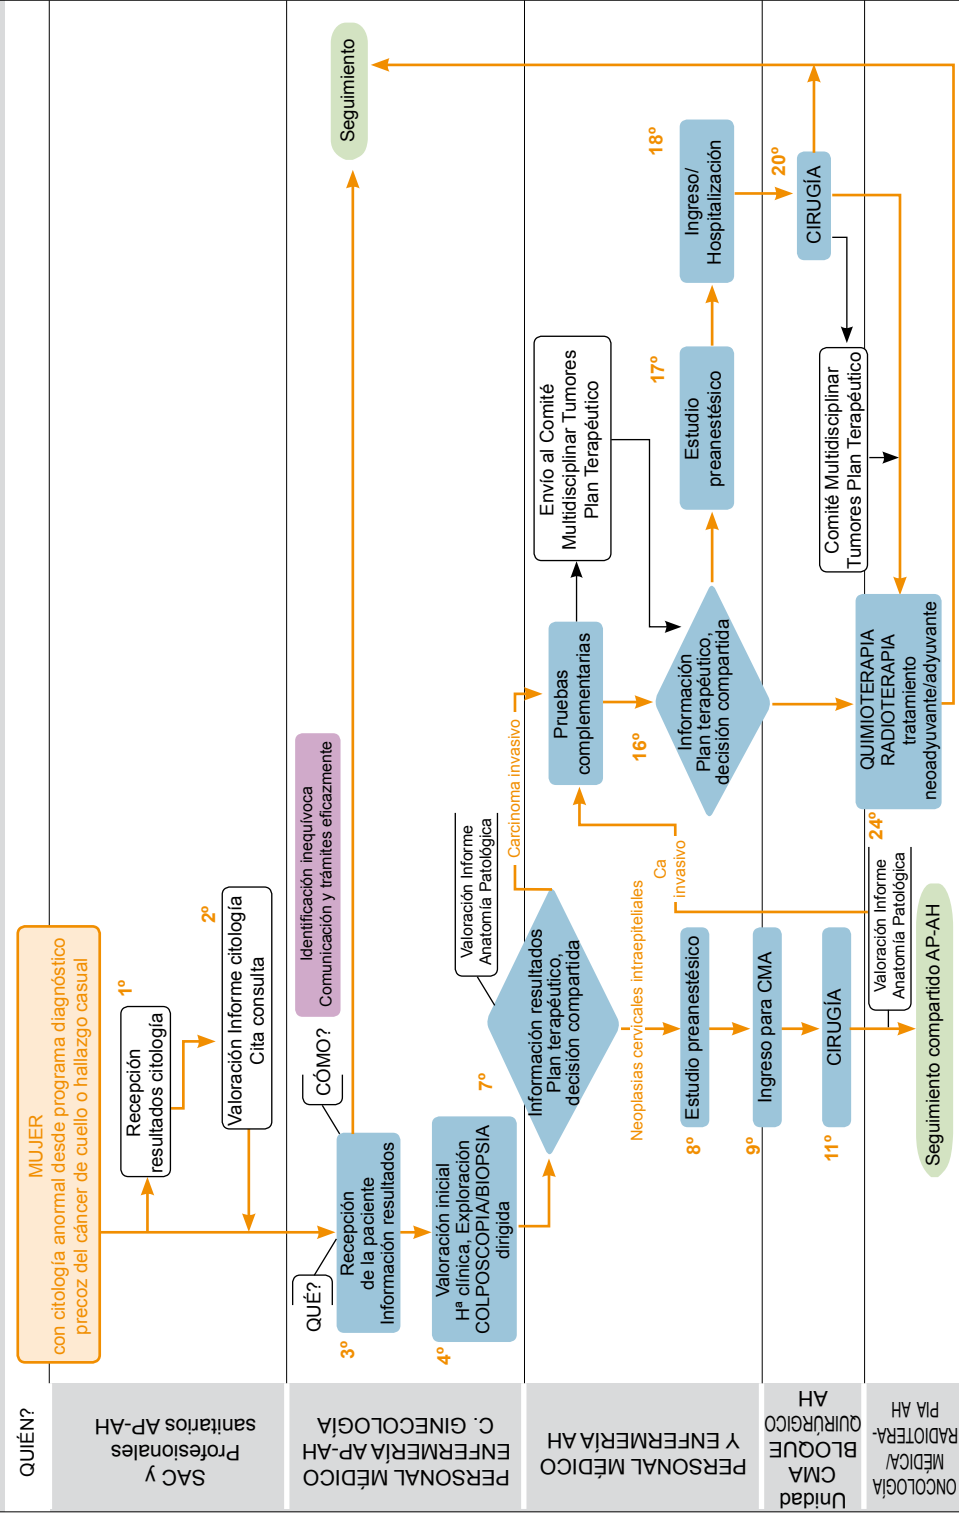 QUIÉN?
MUJER
con citología anormal desde programa diagnóstico
precoz del cáncer de cuello o hallazgo casual
SAC y
Profesionales
sanitarios AP-AH
1º
Recepción
resultados citología
2º
Valoración Informe citología
Cita consulta
PERSONAL MÉDICO
ENFERMERÍA AP-AH
C. GINECOLOGÍA
QUÉ?
CÓMO?
Identificación inequívoca
Comunicación y trámites eficazmente
3º
Recepción
de la paciente
Información resultados
Seguimiento
4º
Valoración inicial
Hª clínica, Exploración
COLPOSCOPIA/BIOPSIA
dirigida
7º
Información resultados
Plan terapéutico,
decisión compartida
Valoración Informe
Anatomía Patológica
Carcinoma invasivo
Neoplasias cervicales intraepiteliales
Ca
invasivo
PERSONAL MÉDICO
Y ENFERMERÍA AH
Pruebas
complementarias
Envío al Comité
Multidisciplinar Tumores
Plan Terapéutico
16º
Información
Plan terapéutico,
decisión compartida
17º
Estudio
preanestésico
18º
Ingreso/
Hospitalización
8º
Estudio preanestésico
9º
Ingreso para CMA
Unidad
CMA
BLOQUE
QUIRÚRGICO
AH
11º
CIRUGÍA
20º
CIRUGÍA
Comité Multidisciplinar
Tumores Plan Terapéutico
ONCOLOGÍA
MÉDICA/
RADIOTERA-
PIA AH
Valoración Informe
Anatomía Patológica
24º
QUIMIOTERAPIA
RADIOTERAPIA
tratamiento
neoadyuvante/adyuvante
Seguimiento compartido AP-AH